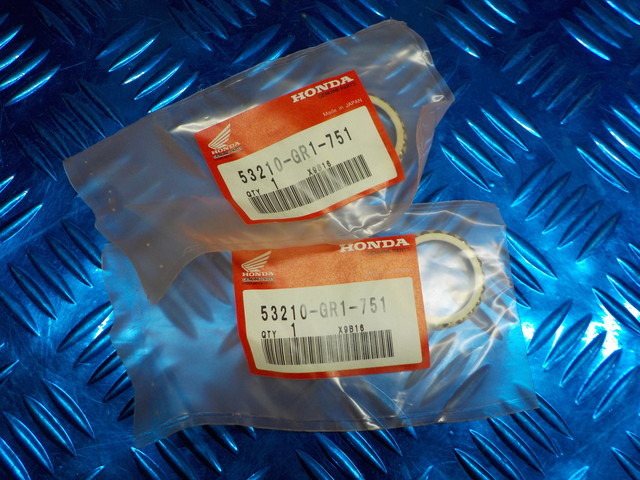 HONDA
Made in JAPAN
53210-GR1-751
QTY 1 X9B16
HONDA
53210-GR1-751
QTY 1 X9B16